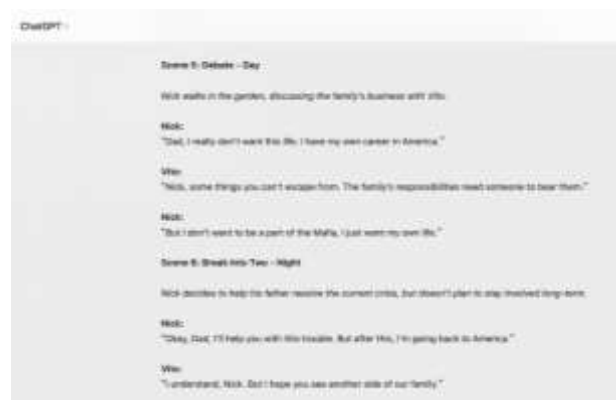 ChatGPT
Scene 5: Debate – Day
Nick walks in the garden, discussing the family's business with Vito.
Nick:
"Dad, I really don't want this life. I have my own career in America."
Vito:
"Nick, some things you can't escape from. The family's responsibilities need someone to bear them."
Nick:
"But I don't want to be a part of the Mafia, I just want my own life."
Scene 6: Break into Two – Night
Nick decides to help his father resolve the current crisis, but doesn't plan to stay involved long-term.
Nick:
"Okay, Dad, I'll help you with this trouble. But after this, I'm going back to America."
Vito:
"I understand, Nick. But I hope you see another side of our family."